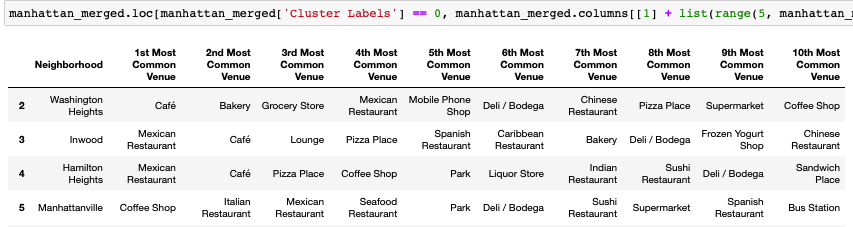 manhattan_merged.loc[manhattan_merged['Cluster Labels'] == 0, manhattan_merged.columns[[1] + list(range(5, manhattan_
Neighborhood 1st Most Common Venue 2nd Most Common Venue 3rd Most Common Venue 4th Most Common Venue 5th Most Common Venue 6th Most Common Venue 7th Most Common Venue 8th Most Common Venue 9th Most Common Venue 10th Most Common Venue
2 Washington Heights Café Bakery Grocery Store Mexican Restaurant Mobile Phone Shop Deli / Bodega Chinese Restaurant Pizza Place Supermarket Coffee Shop
3 Inwood Mexican Restaurant Café Lounge Pizza Place Spanish Restaurant Caribbean Restaurant Bakery Deli / Bodega Frozen Yogurt Shop Chinese Restaurant
4 Hamilton Heights Mexican Restaurant Café Pizza Place Coffee Shop Park Liquor Store Indian Restaurant Sushi Restaurant Deli / Bodega Sandwich Place
5 Manhattanville Coffee Shop Italian Restaurant Mexican Restaurant Seafood Restaurant Park Deli / Bodega Sushi Restaurant Supermarket Spanish Restaurant Bus Station